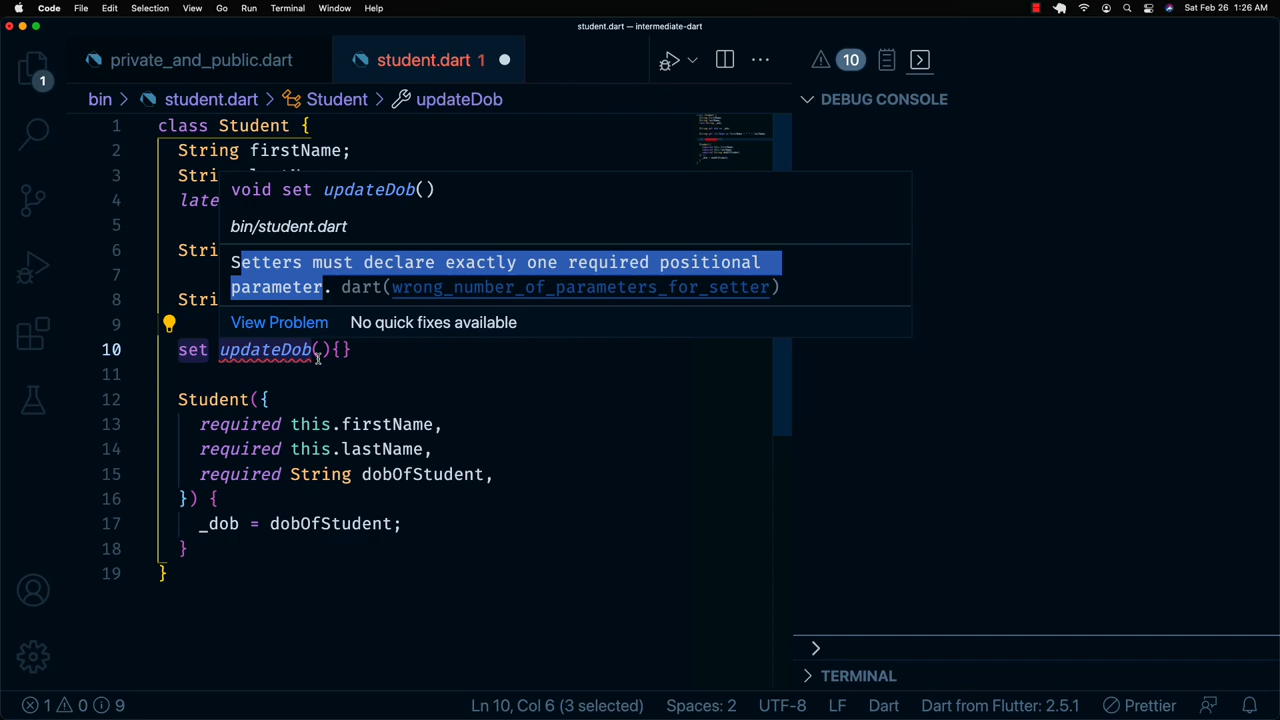 Code File Edit Selection View Go Run Terminal Window Help Sat Feb 26 1:26 AM
student.dart — intermediate-dart
private_and_public.dart student.dart 1 10
1
bin > student.dart > Student > updateDob
DEBUG CONSOLE
1 class Student {
2 String firstName;
3 Stri
void set updateDob()
4 late
5
bin/student.dart
6 Stri
Setters must declare exactly one required positional
7
parameter. dart(wrong_number_of_parameters_for_setter)
8 Stri
9
View Problem No quick fixes available
10 set updateDob(){}
11
12 Student({
13 required this.firstName,
14 required this.lastName,
15 required String dobOfStudent,
16 }) {
17 _dob = dobOfStudent;
18 }
19 }
>
TERMINAL
1 0 9 Ln 10, Col 6 (3 selected) Spaces: 2 UTF-8 LF Dart Dart from Flutter: 2.5.1 Prettier